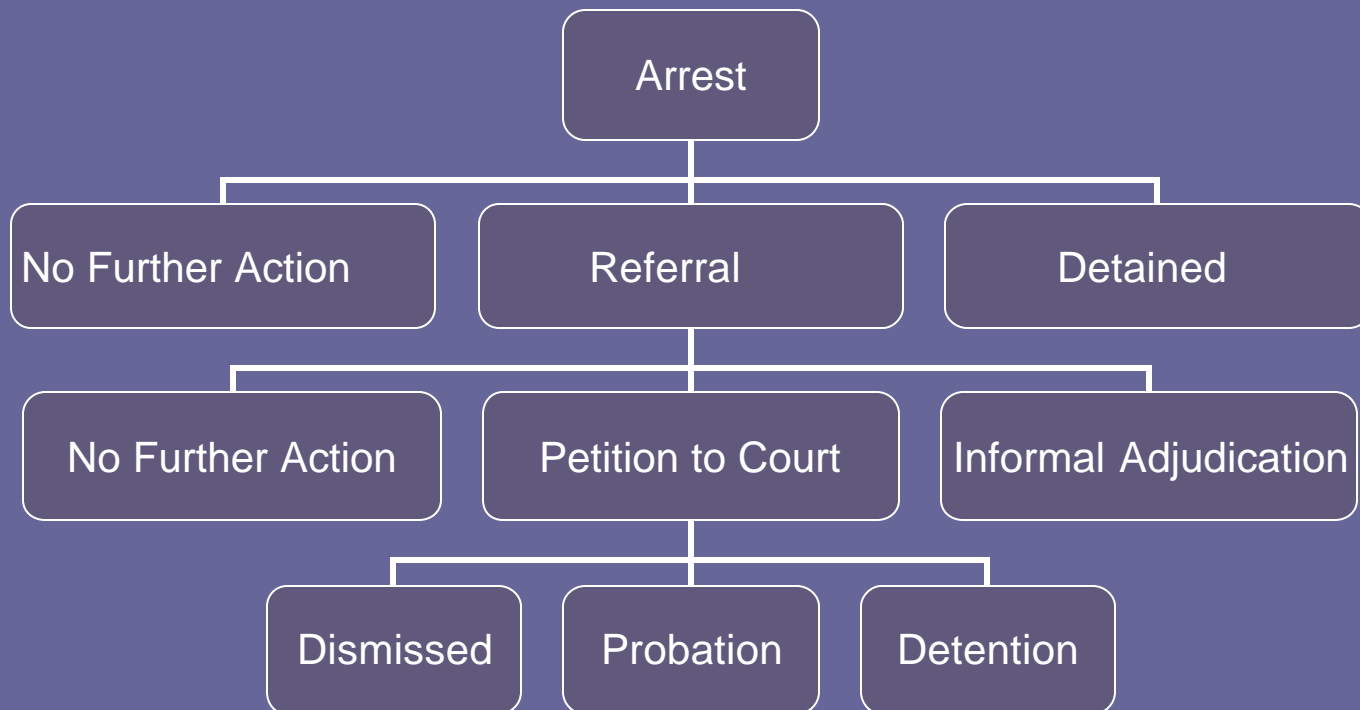 Arrest
No Further Action
Referral
Detained
No Further Action
Petition to Court
Informal Adjudication
Dismissed
Probation
Detention